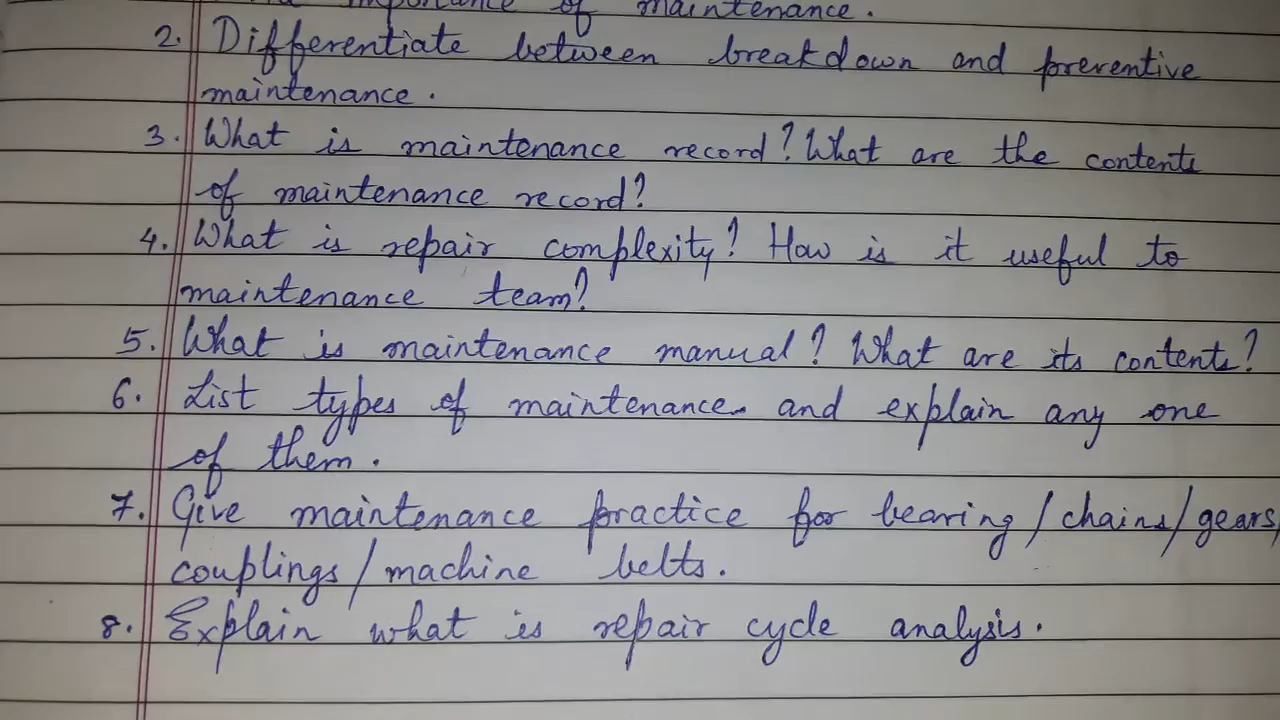 importance of maintenance.
2. Differentiate between breakdown and preventive
maintenance.
3. What is maintenance record? What are the contents
of maintenance record?
4. What is repair complexity? How is it useful to
maintenance team?
5. What is maintenance manual? What are its contents?
6. List types of maintenance and explain any one
of them.
7. Give maintenance practice for bearing/chains/gears,
couplings/machine belts.
8. Explain what is repair cycle analysis.